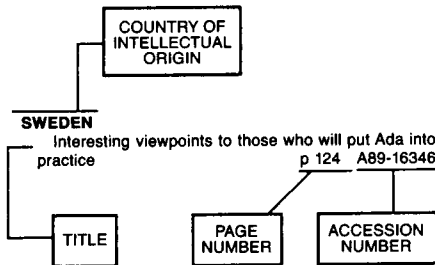 COUNTRY OF
INTELLECTUAL
ORIGIN
SWEDEN
Interesting viewpoints to those who will put Ada into
practice
p 124 A89-16346
TITLE
PAGE
NUMBER
ACCESSION
NUMBER